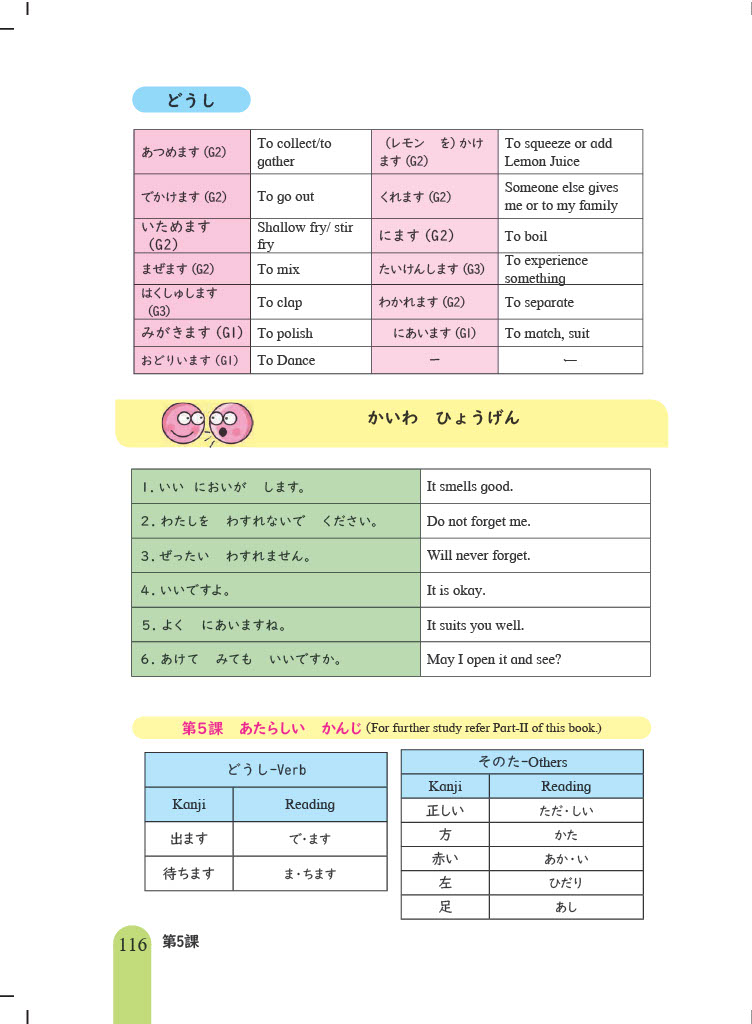 どうし
あつめます (G2)
To collect/to
gather
（レモン　を) かけ
ます (G2)
To squeeze or add
Lemon Juice
でかけます (G2)
To go out
くれます (G2)
Someone else gives
me or to my family
いためます
（G2）
Shallow fry/ stir
fry
にます (G2)
To boil
まぜます (G2)
To mix
たいけんします (G3)
To experience
something
はくしゅします
（G3）
To clap
わかれます (G2)
To separate
みがきます (G1)
To polish
にあいます (G1)
To match, suit
おどりいます (G1)
To Dance
ー
ー
かいわ　ひょうげん
1. いい　においが　します。
It smells good.
2. わたしを　わすれないで　ください。
Do not forget me.
3. ぜったい　わすれません。
Will never forget.
4. いいですよ。
It is okay.
5. よく　にあいますね。
It suits you well.
6. あけて　みても　いいですか。
May I open it and see?
第5課　あたらしい　かんじ (For further study refer Part-II of this book.)
どうし-Verb
Kanji
Reading
出ます
で・ます
待ちます
ま・ちます
そのた-Others
Kanji
Reading
正しい
ただ・しい
方
かた
赤い
あか・い
左
ひだり
足
あし
116
第5課